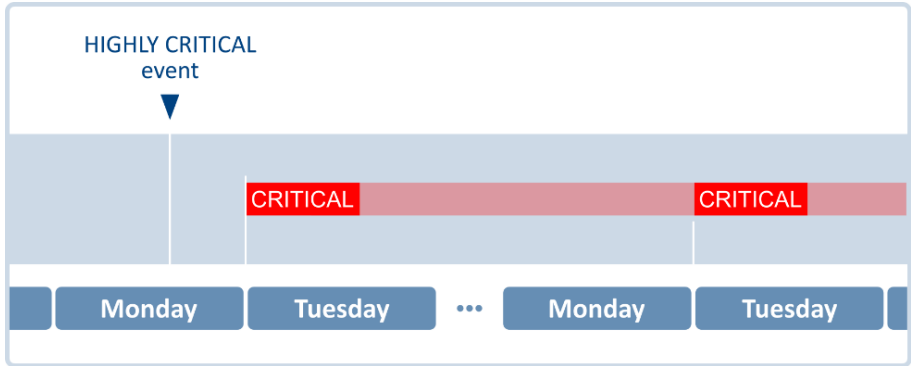 HIGHLY CRITICAL
event
CRITICAL CRITICAL
Monday Tuesday ••• Monday Tuesday